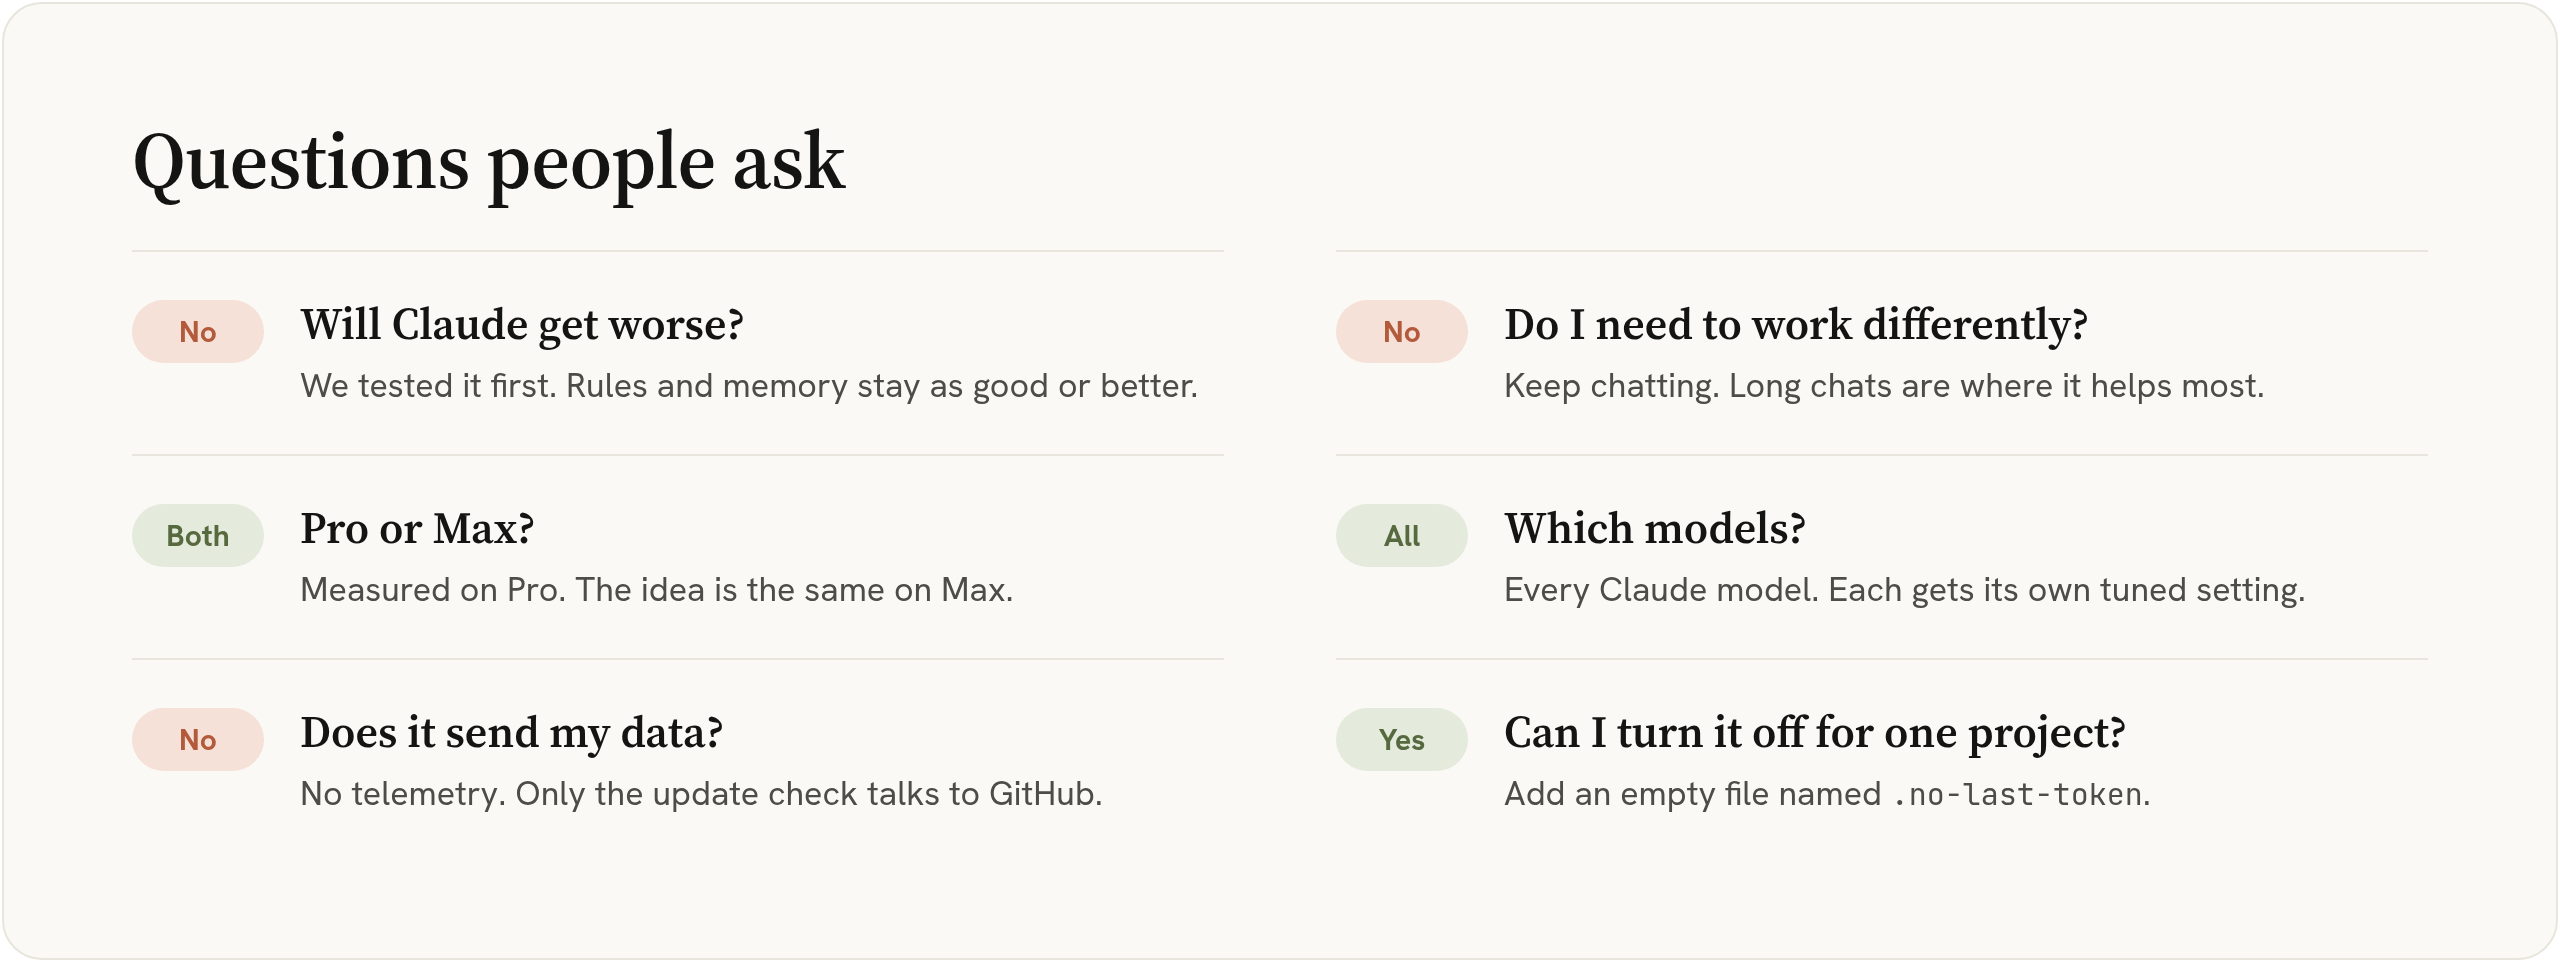 Questions people ask
No
Will Claude get worse?
We tested it first. Rules and memory stay as good or better.
No
Do I need to work differently?
Keep chatting. Long chats are where it helps most.
Both
Pro or Max?
Measured on Pro. The idea is the same on Max.
All
Which models?
Every Claude model. Each gets its own tuned setting.
No
Does it send my data?
No telemetry. Only the update check talks to GitHub.
Yes
Can I turn it off for one project?
Add an empty file named .no-last-token.